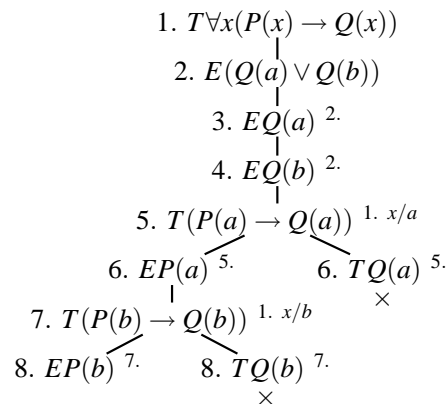 1. T∀x(P(x) → Q(x))
2. E(Q(a) ∨ Q(b))
3. EQ(a) 2.
4. EQ(b) 2.
5. T(P(a) → Q(a)) 1. x/a
6. EP(a) 5. 6. TQ(a) 5.
×
7. T(P(b) → Q(b)) 1. x/b
8. EP(b) 7. 8. TQ(b) 7.
×